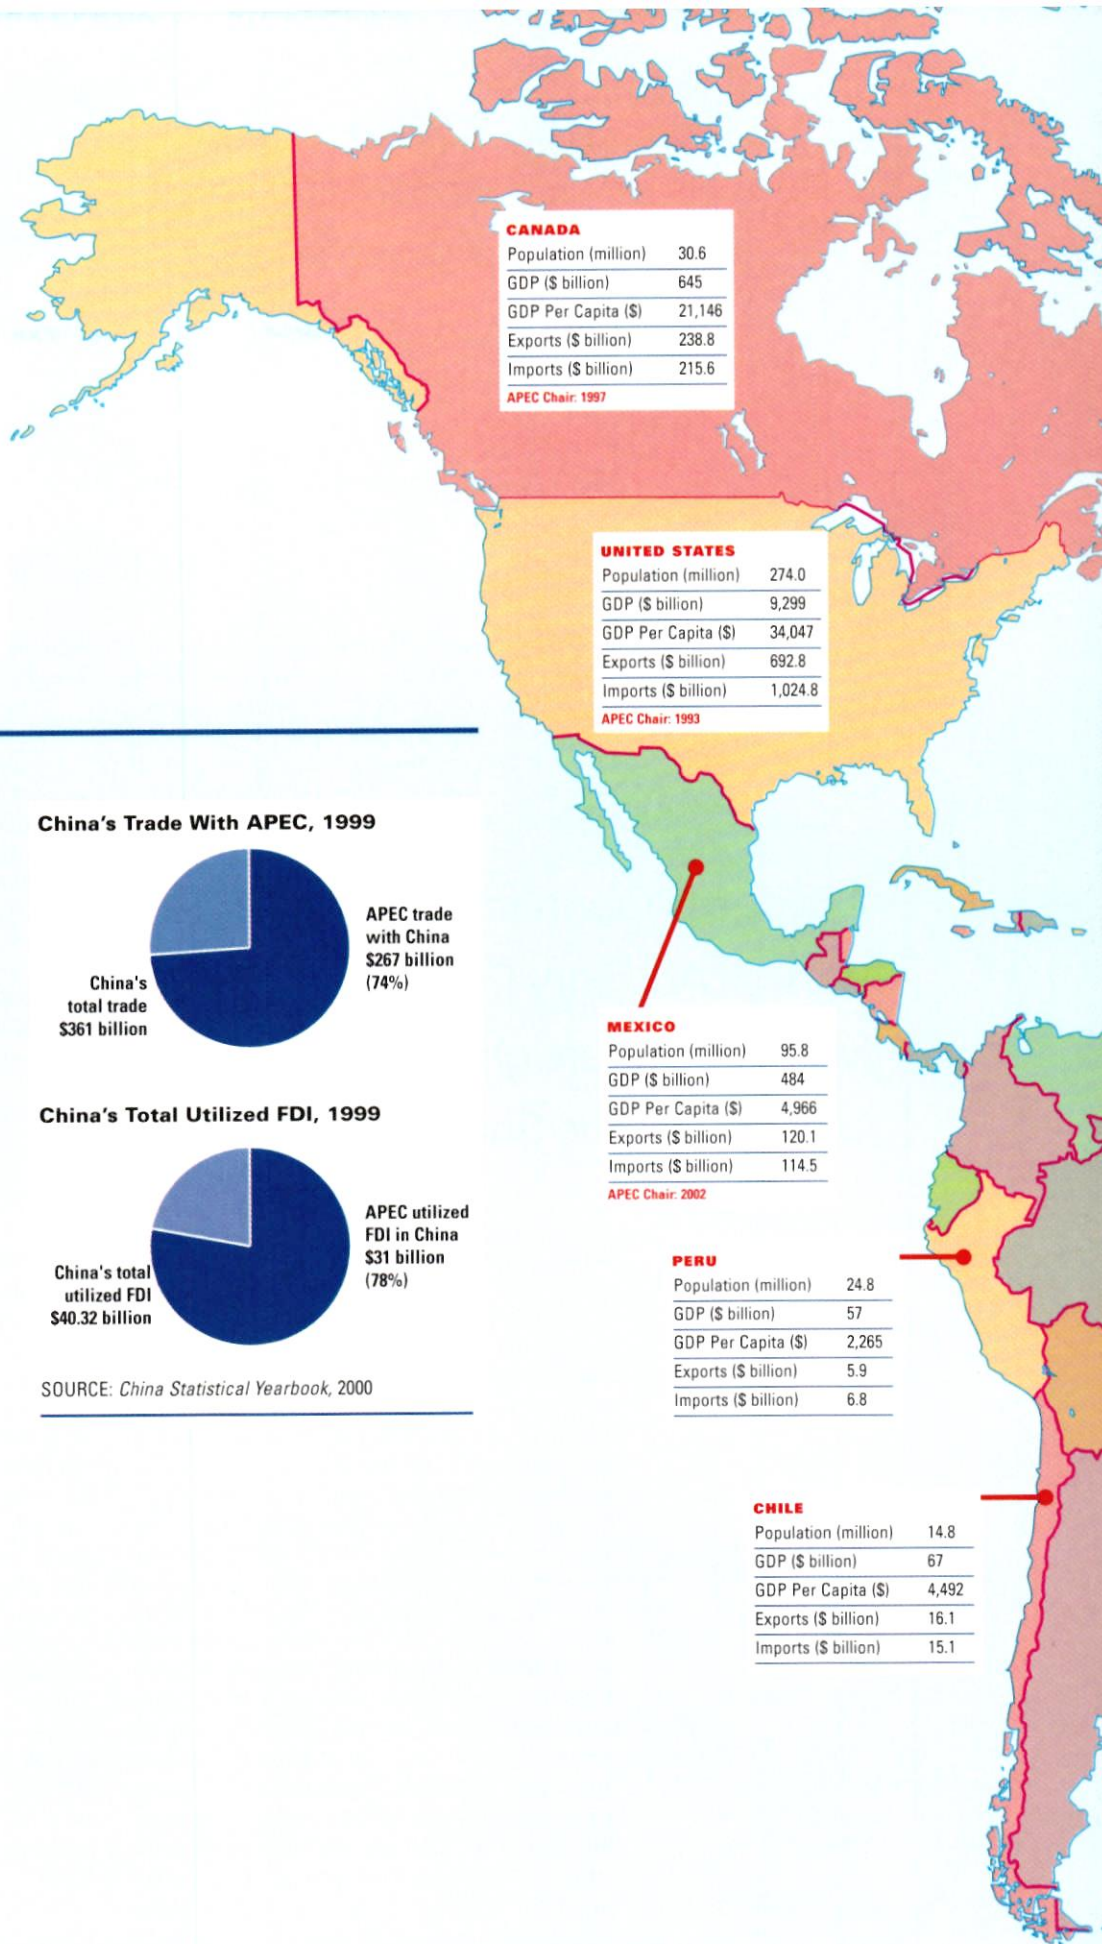 CANADA
Population (million) 30.6
GDP ($ billion) 645
GDP Per Capita ($) 21,146
Exports ($ billion) 238.8
Imports ($ billion) 215.6
APEC Chair: 1997
UNITED STATES
Population (million) 274.0
GDP ($ billion) 9,299
GDP Per Capita ($) 34,047
Exports ($ billion) 692.8
Imports ($ billion) 1,024.8
APEC Chair: 1993
China's Trade With APEC, 1999
APEC trade
with China
$267 billion
(74%)
China's
total trade
$361 billion
China's Total Utilized FDI, 1999
APEC utilized
FDI in China
$31 billion
(78%)
China's total
utilized FDI
$40.32 billion
SOURCE: China Statistical Yearbook, 2000
MEXICO
Population (million) 95.8
GDP ($ billion) 484
GDP Per Capita ($) 4,966
Exports ($ billion) 120.1
Imports ($ billion) 114.5
APEC Chair: 2002
PERU
Population (million) 24.8
GDP ($ billion) 57
GDP Per Capita ($) 2,265
Exports ($ billion) 5.9
Imports ($ billion) 6.8
CHILE
Population (million) 14.8
GDP ($ billion) 67
GDP Per Capita ($) 4,492
Exports ($ billion) 16.1
Imports ($ billion) 15.1